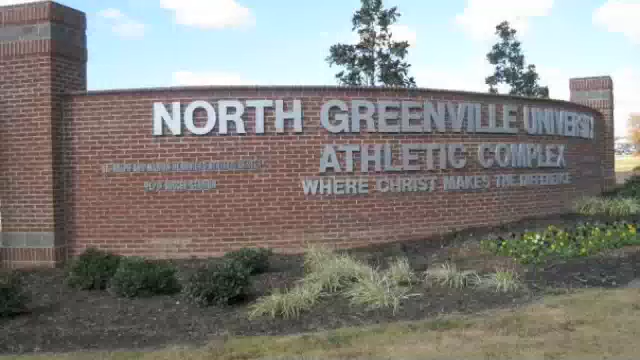 NORTH GREENVILLE UNIVERSITY
ATHLETIC COMPLEX
WHERE CHRIST MAKES THE DIFFERENCE